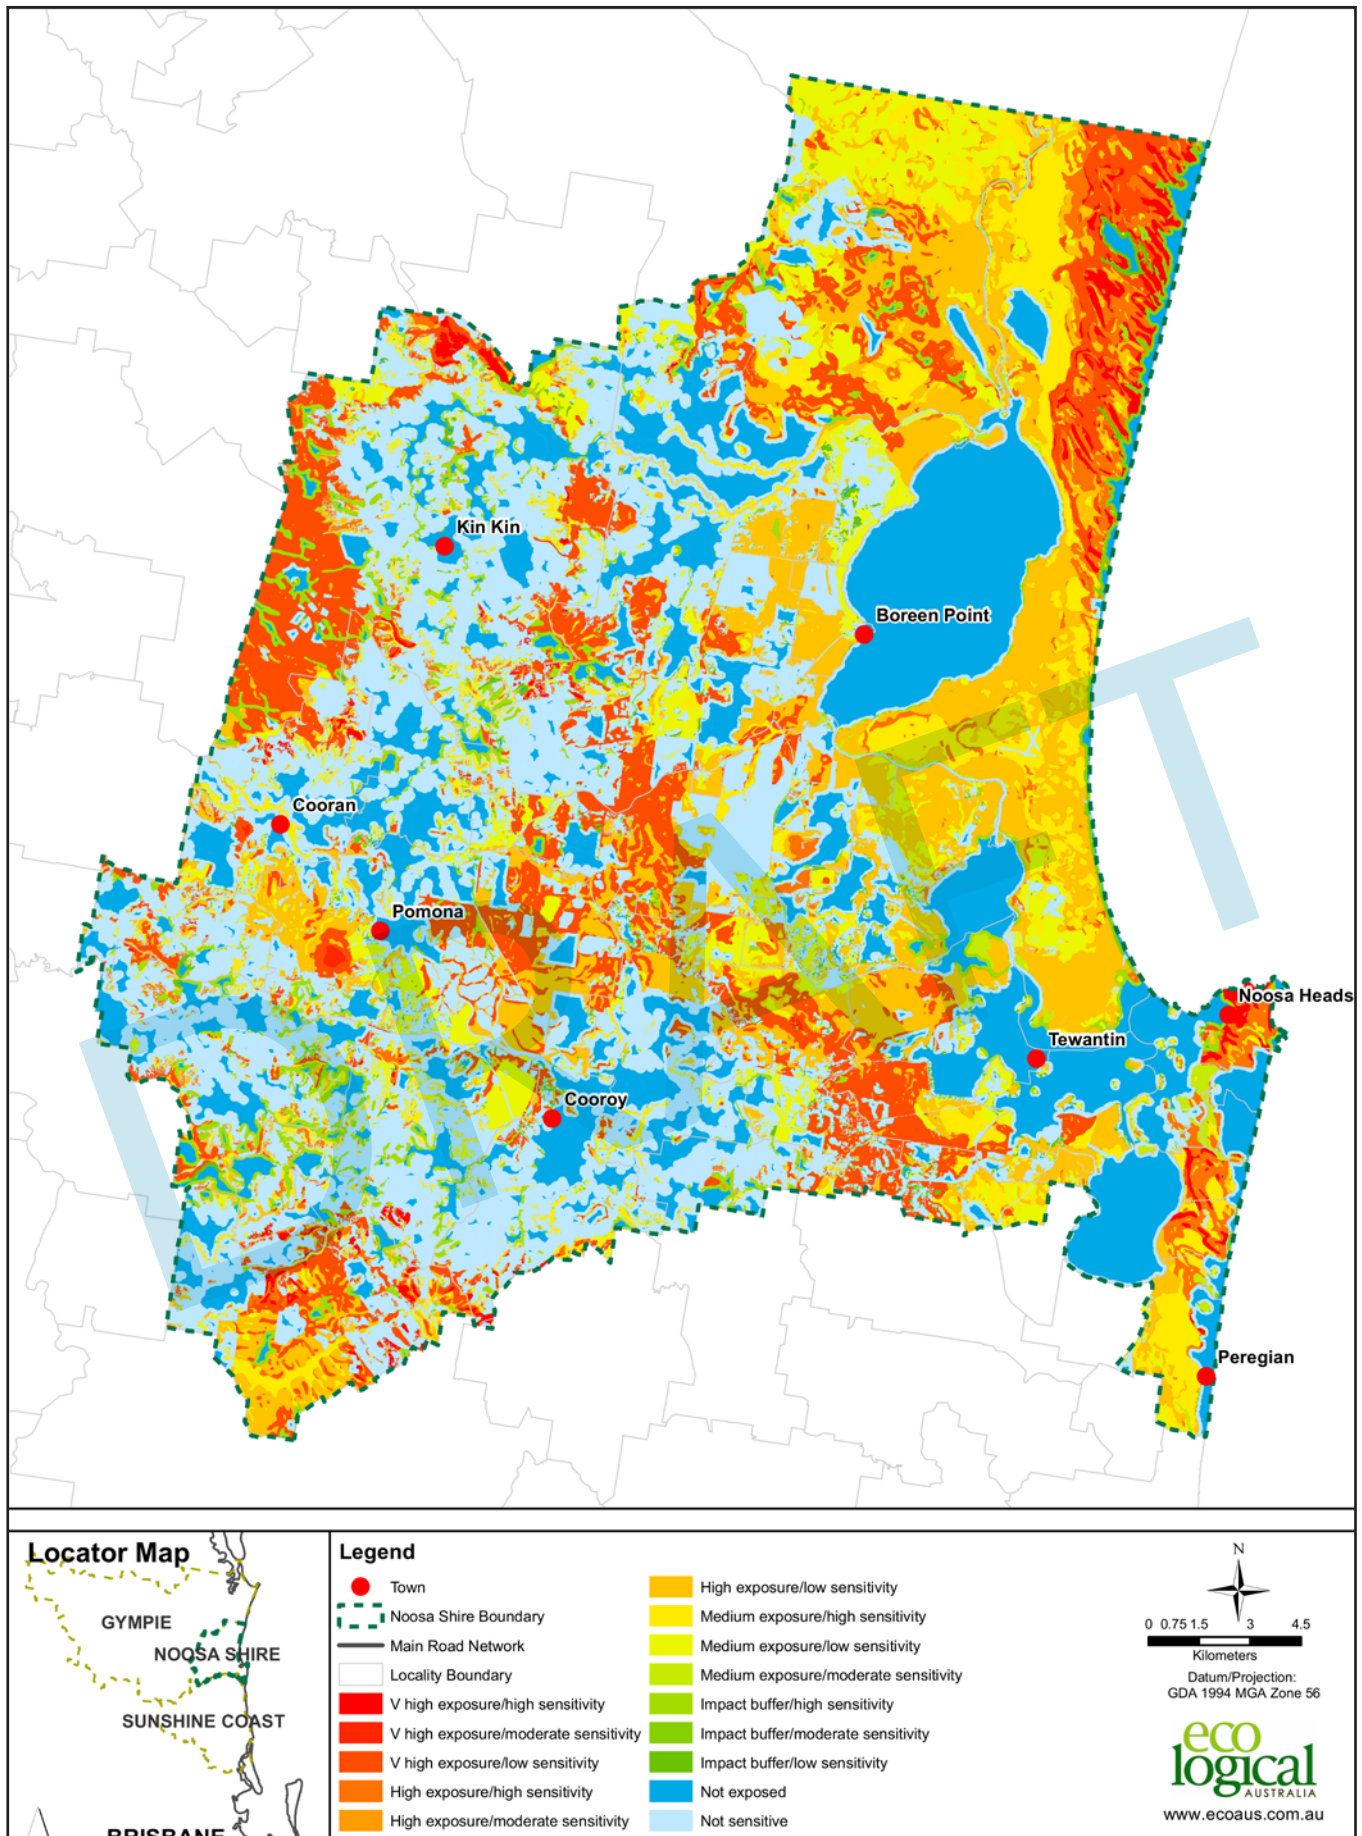 Kin Kin
Boreen Point
Cooran
Pomona
Noosa Heads
Tewantin
Cooroy
Peregian
DRAFT
Locator Map
GYMPIE
NOOSA SHIRE
SUNSHINE COAST
BRISBANE
Legend
Town
Noosa Shire Boundary
Main Road Network
Locality Boundary
V high exposure/high sensitivity
V high exposure/moderate sensitivity
V high exposure/low sensitivity
High exposure/high sensitivity
High exposure/moderate sensitivity
High exposure/low sensitivity
Medium exposure/high sensitivity
Medium exposure/low sensitivity
Medium exposure/moderate sensitivity
Impact buffer/high sensitivity
Impact buffer/moderate sensitivity
Impact buffer/low sensitivity
Not exposed
Not sensitive
N
0 0.75 1.5 3 4.5
Kilometers
Datum/Projection:
GDA 1994 MGA Zone 56
eco
logical
AUSTRALIA
www.ecoaus.com.au